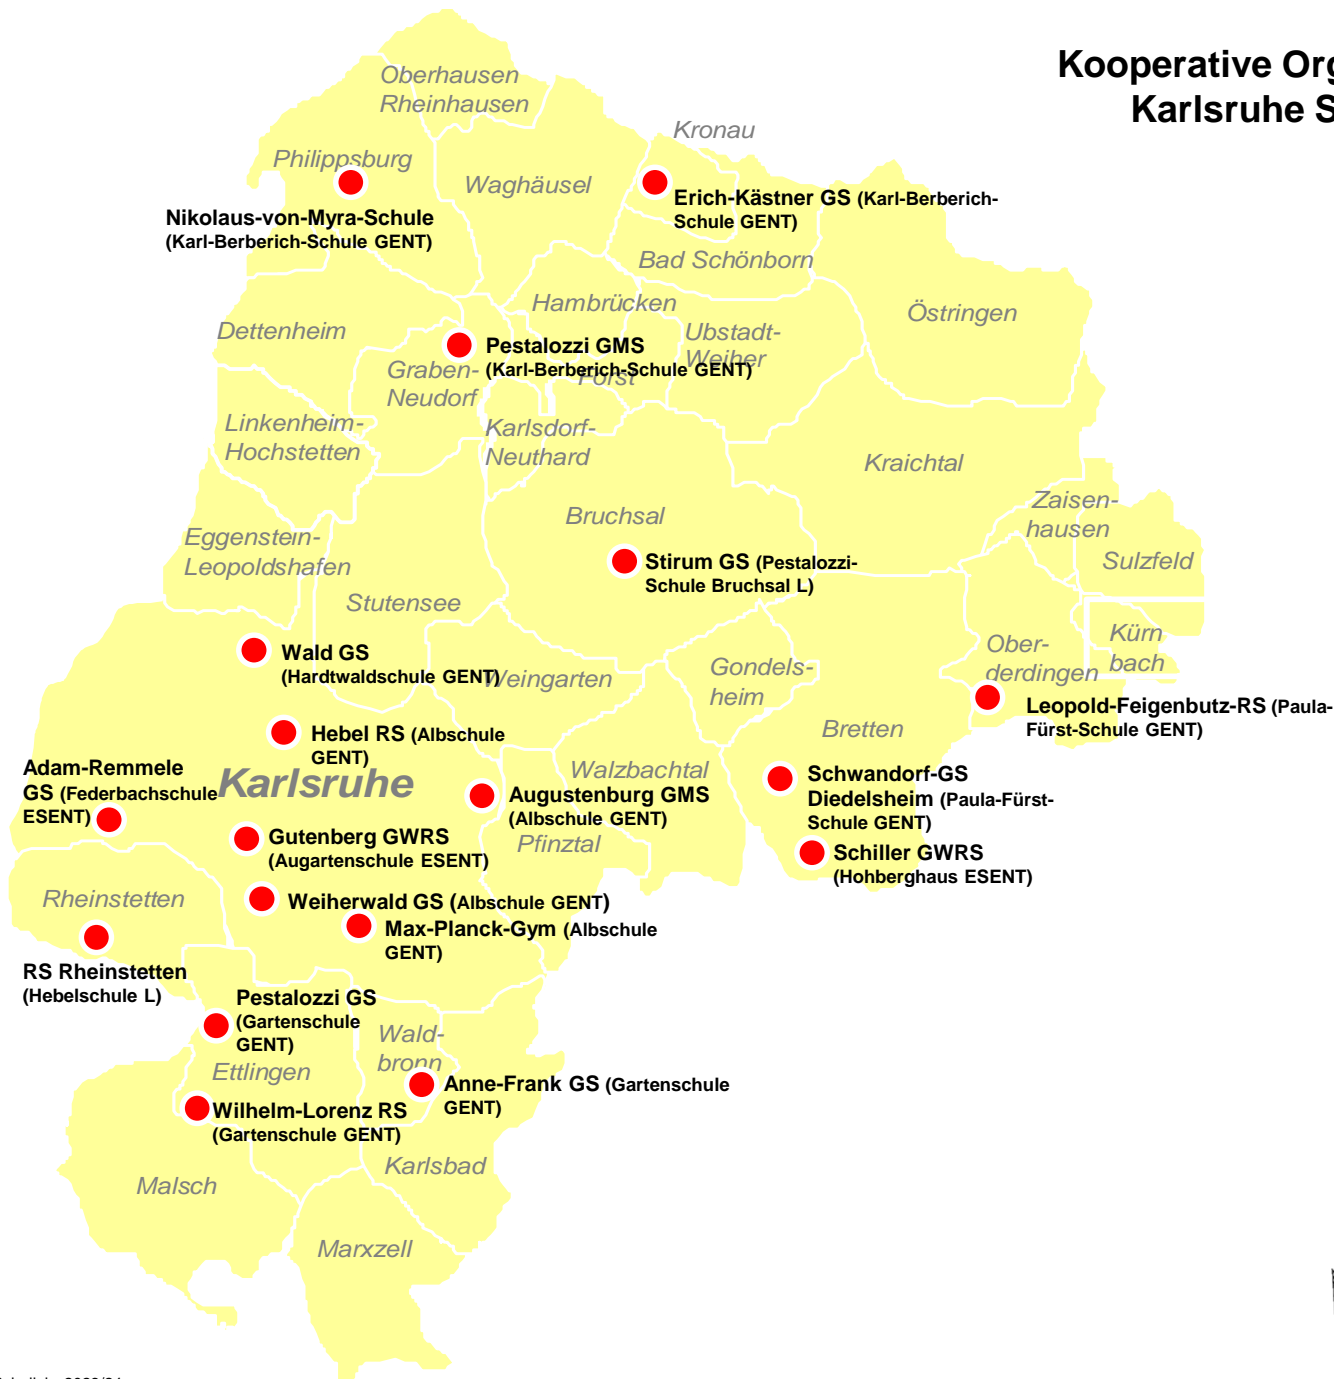 Kooperative Org
Karlsruhe S
Oberhausen
Rheinhausen
Kronau
Philippsburg
Waghäusel
Nikolaus-von-Myra-Schule
(Karl-Berberich-Schule GENT)
Erich-Kästner GS (Karl-Berberich-
Schule GENT)
Bad Schönborn
Hambrücken
Östringen
Dettenheim
Ubstadt-
Weiher
Pestalozzi GMS
(Karl-Berberich-Schule GENT)
Graben-
Neudorf
Forst
Linkenheim-
Hochstetten
Karlsdorf-
Neuthard
Kraichtal
Zaisen-
hausen
Bruchsal
Eggenstein-
Leopoldshafen
Stirum GS (Pestalozzi-
Schule Bruchsal L)
Sulzfeld
Stutensee
Kürn
bach
Ober-
derdingen
Wald GS
(Hardtwaldschule GENT)
Weingarten
Gondels-
heim
Leopold-Feigenbutz-RS (Paula-
Fürst-Schule GENT)
Bretten
Hebel RS (Albschule
GENT)
Adam-Remmele
GS (Federbachschule
ESENT)
Karlsruhe
Walzbachtal
Augustenburg GMS
(Albschule GENT)
Schwandorf-GS
Diedelsheim (Paula-Fürst-
Schule GENT)
Gutenberg GWRS
(Augartenschule ESENT)
Pfinztal
Schiller GWRS
(Hohberghaus ESENT)
Rheinstetten
Weiherwald GS (Albschule GENT)
Max-Planck-Gym (Albschule
GENT)
RS Rheinstetten
(Hebelschule L)
Pestalozzi GS
(Gartenschule
GENT)
Wald-
bronn
Ettlingen
Anne-Frank GS (Gartenschule
GENT)
Wilhelm-Lorenz RS
(Gartenschule GENT)
Karlsbad
Malsch
Marxzell